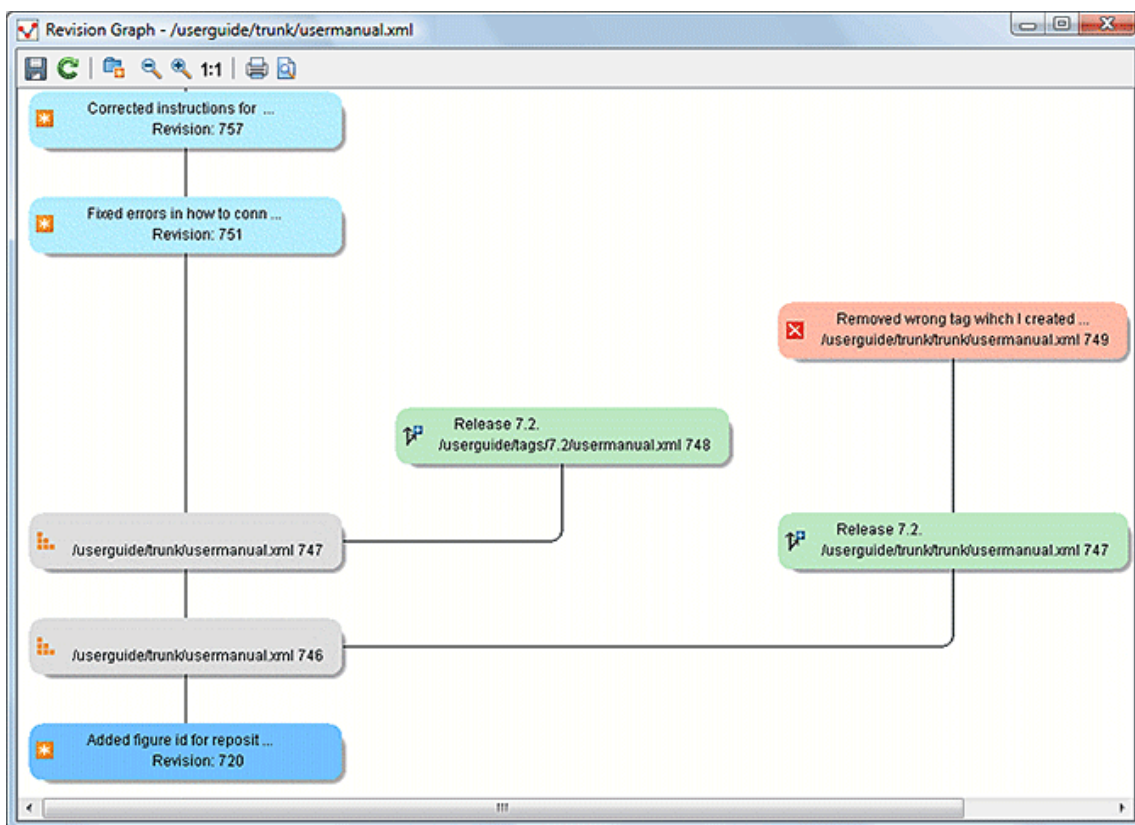 Revision Graph - /userguide/trunk/usermanual.xml
1:1
Corrected instructions for ...
Revision: 757
Fixed errors in how to conn ...
Revision: 751
Removed wrong tag wihch I created ...
/userguide/trunk/trunk/usermanual.xml 749
Release 7.2.
/userguide/tags/7.2/usermanual.xml 748
/userguide/trunk/usermanual.xml 747
Release 7.2.
/userguide/trunk/trunk/usermanual.xml 747
/userguide/trunk/usermanual.xml 746
Added figure id for reposit ...
Revision: 720